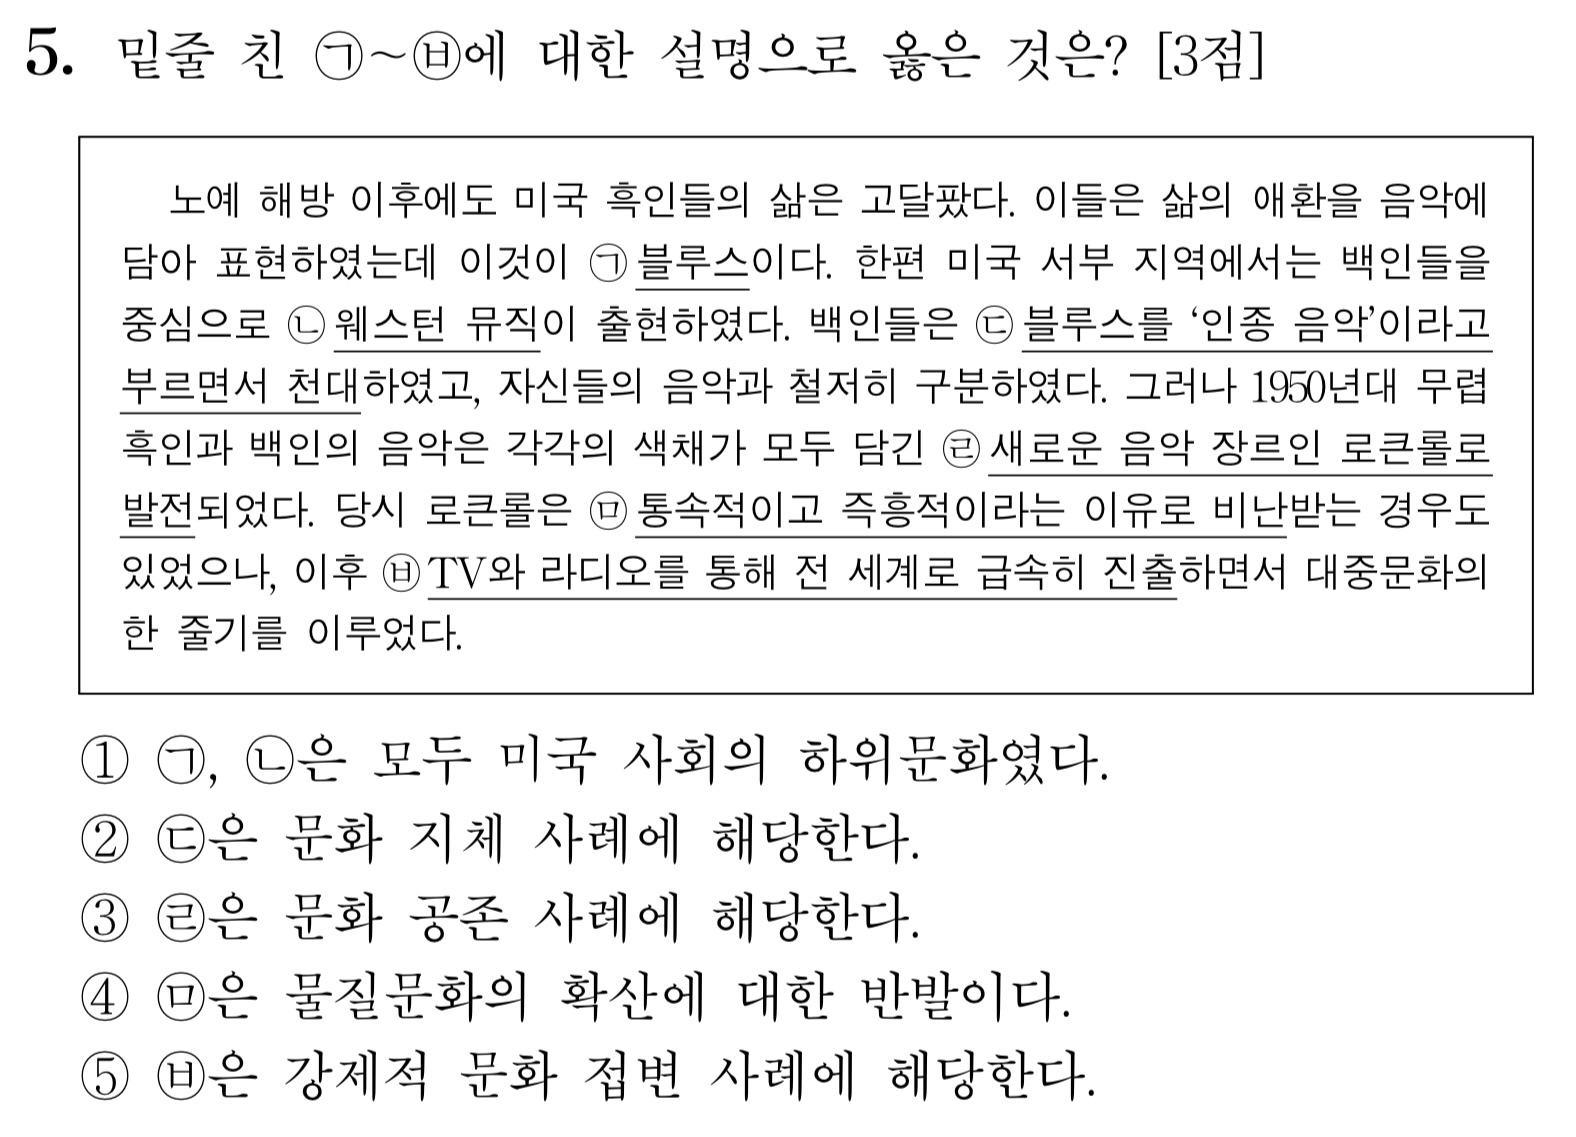 5. 밑줄 친 ㉠~㉥에 대한 설명으로 옳은 것은? [3점]
노예 해방 이후에도 미국 흑인들의 삶은 고달팠다. 이들은 삶의 애환을 음악에
담아 표현하였는데 이것이 ㉠블루스이다. 한편 미국 서부 지역에서는 백인들을
중심으로 ㉡웨스턴 뮤직이 출현하였다. 백인들은 ㉢블루스를 ‘인종 음악’이라고
부르면서 천대하였고, 자신들의 음악과 철저히 구분하였다. 그러나 1950년대 무렵
흑인과 백인의 음악은 각각의 색채가 모두 담긴 ㉣새로운 음악 장르인 로큰롤로
발전되었다. 당시 로큰롤은 ㉤통속적이고 즉흥적이라는 이유로 비난받는 경우도
있었으나, 이후 ㉥TV와 라디오를 통해 전 세계로 급속히 진출하면서 대중문화의
한 줄기를 이루었다.
① ㉠, ㉡은 모두 미국 사회의 하위문화였다.
② ㉢은 문화 지체 사례에 해당한다.
③ ㉣은 문화 공존 사례에 해당한다.
④ ㉤은 물질문화의 확산에 대한 반발이다.
⑤ ㉥은 강제적 문화 접변 사례에 해당한다.